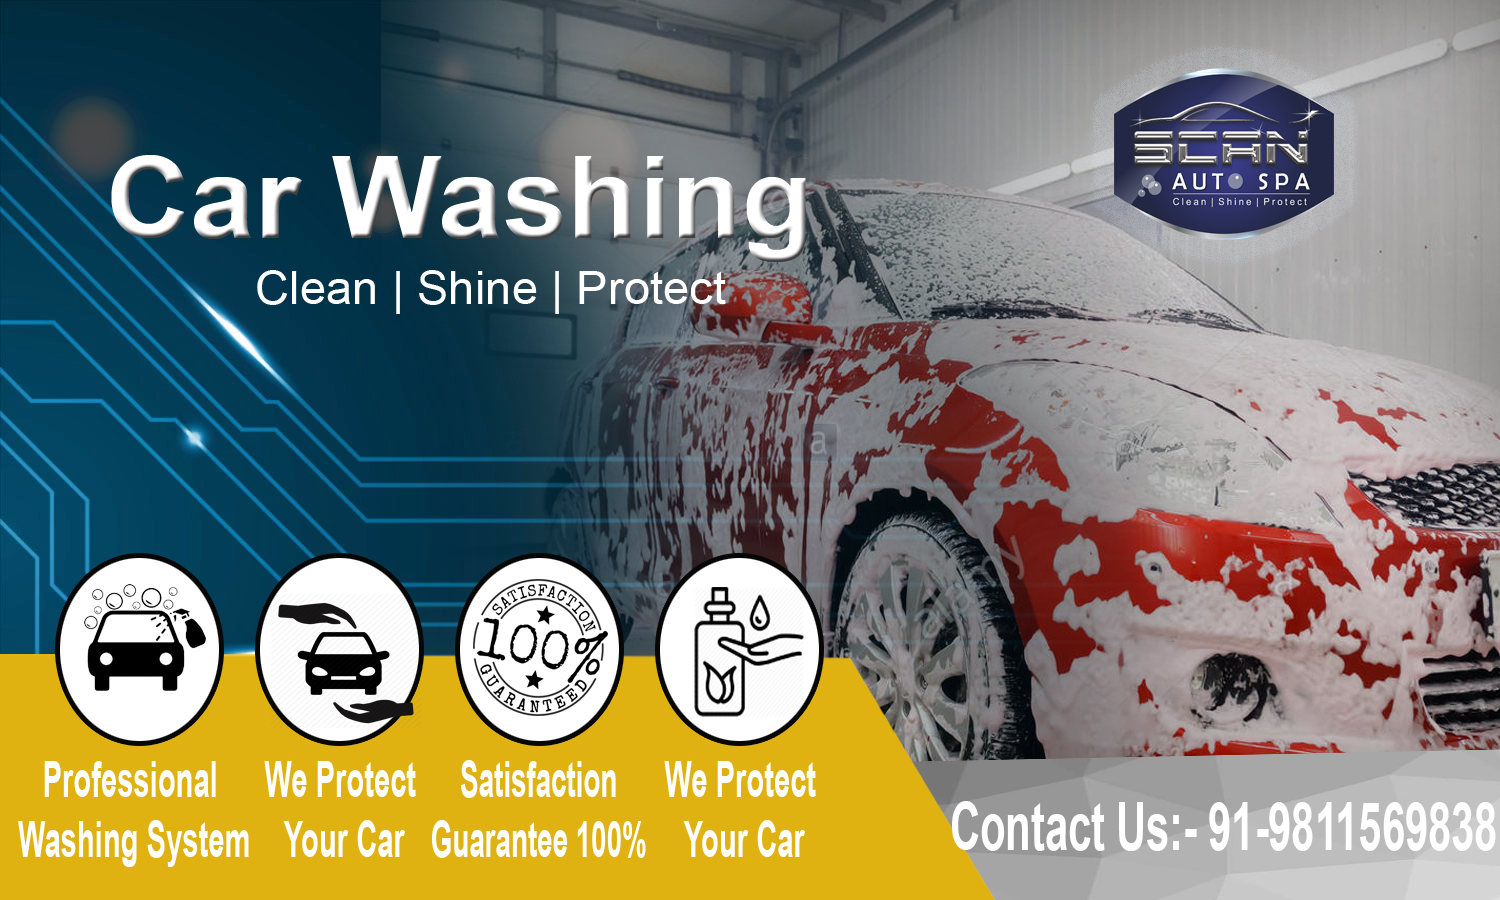 Car Washing
Clean | Shine | Protect
SCAN
AUTO SPA
Clean | Shine | Protect
a
SATISFACTION
100%
GUARANTEED
Professional
Washing System
We Protect
Your Car
Satisfaction
Guarantee 100%
We Protect
Your Car
Contact Us:- 91-9811569838